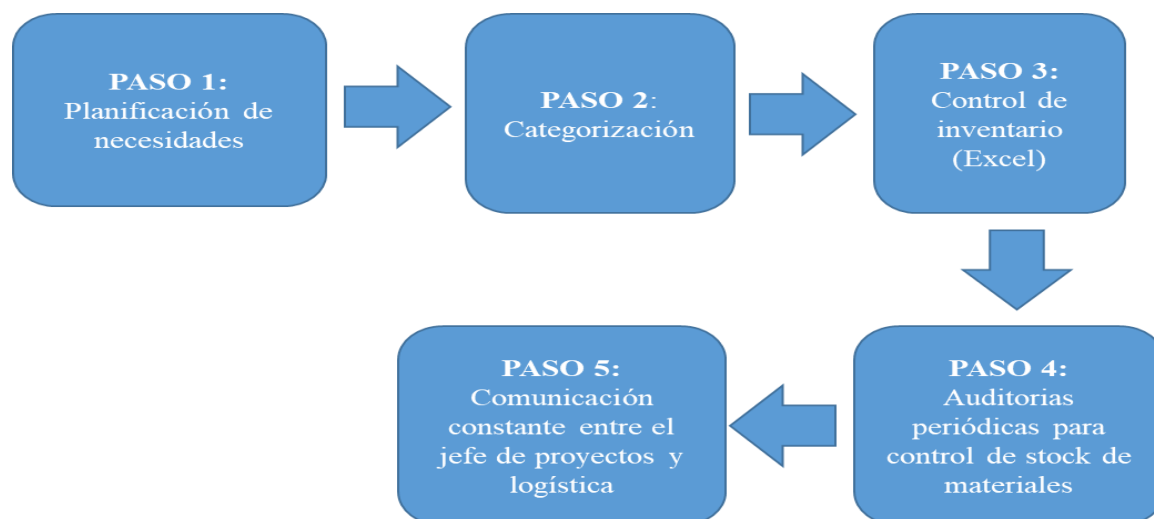 PASO 1:
Planificación de
necesidades
PASO 2:
Categorización
PASO 3:
Control de
inventario
(Excel)
PASO 4:
Auditorias
periódicas para
control de stock de
materiales
PASO 5:
Comunicación
constante entre el
jefe de proyectos y
logística